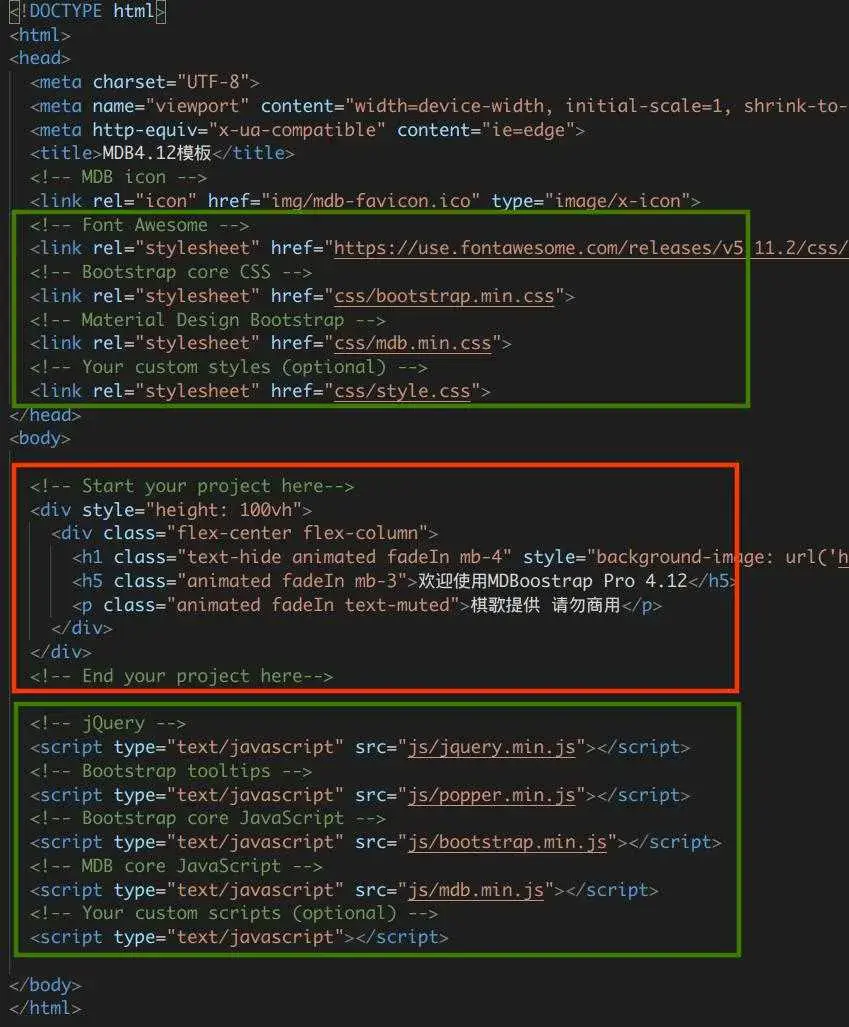 <!DOCTYPE html>
<html>
<head>
<meta charset="UTF-8">
<meta name="viewport" content="width=device-width, initial-scale=1, shrink-to-
<meta http-equiv="x-ua-compatible" content="ie=edge">
<title>MDB4.12模板</title>
<!-- MDB icon -->
<link rel="icon" href="img/mdb-favicon.ico" type="image/x-icon">
<!-- Font Awesome -->
<link rel="stylesheet" href="https://use.fontawesome.com/releases/v5.11.2/css/
<!-- Bootstrap core CSS -->
<link rel="stylesheet" href="css/bootstrap.min.css">
<!-- Material Design Bootstrap -->
<link rel="stylesheet" href="css/mdb.min.css">
<!-- Your custom styles (optional) -->
<link rel="stylesheet" href="css/style.css">
</head>
<body>
<!-- Start your project here-->
<div style="height: 100vh">
<div class="flex-center flex-column">
<h1 class="text-hide animated fadeIn mb-4" style="background-image: url('h
<h5 class="animated fadeIn mb-3">欢迎使用MDBoostrap Pro 4.12</h5>
<p class="animated fadeIn text-muted">棋歌提供 请勿商用</p>
</div>
</div>
<!-- End your project here-->
<!-- jQuery -->
<script type="text/javascript" src="js/jquery.min.js"></script>
<!-- Bootstrap tooltips -->
<script type="text/javascript" src="js/popper.min.js"></script>
<!-- Bootstrap core JavaScript -->
<script type="text/javascript" src="js/bootstrap.min.js"></script>
<!-- MDB core JavaScript -->
<script type="text/javascript" src="js/mdb.min.js"></script>
<!-- Your custom scripts (optional) -->
<script type="text/javascript"></script>
</body>
</html>